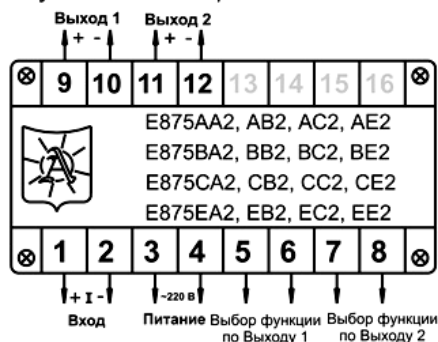 Выход 1 Выход 2
+ - + -
9 10 11 12 13 14 15 16
E875AA2, AB2, AC2, AE2
E875BA2, BB2, BC2, BE2
E875CA2, CB2, CC2, CE2
E875EA2, EB2, EC2, EE2
1 2 3 4 5 6 7 8
+ I - ~220 В
Вход Питание Выбор функции Выбор функции
по Выходу 1 по Выходу 2